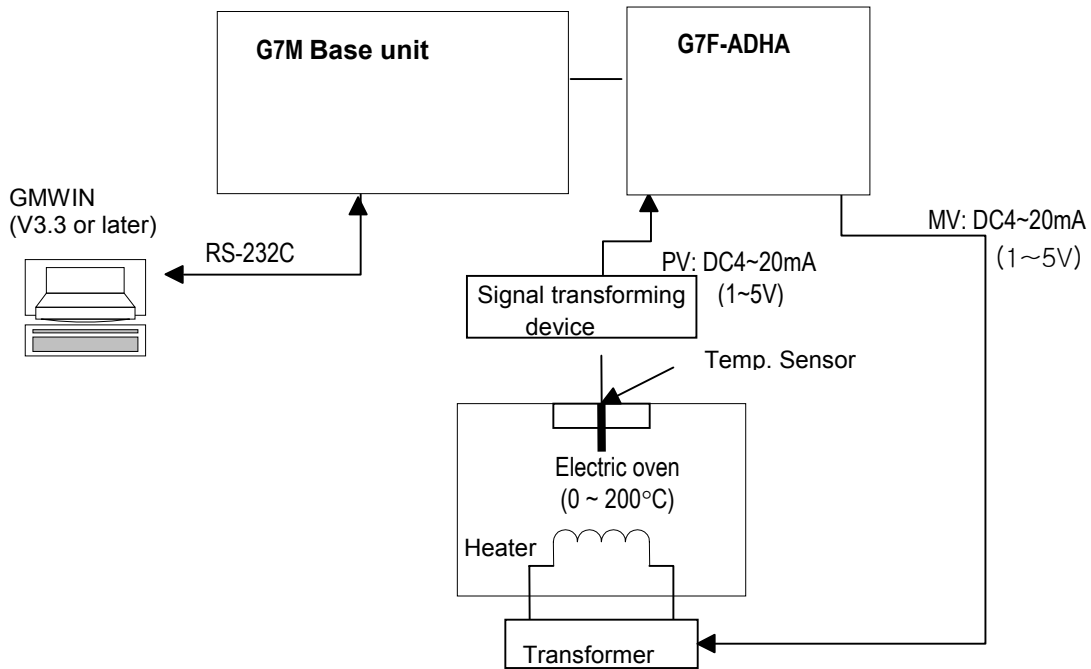 G7M Base unit
G7F-ADHA
GMWIN
(V3.3 or later)
RS-232C
PV: DC4~20mA
(1~5V)
MV: DC4~20mA
(1～5V)
Signal transforming
device
Temp. Sensor
Electric oven
(0 ~ 200°C)
Heater
Transformer